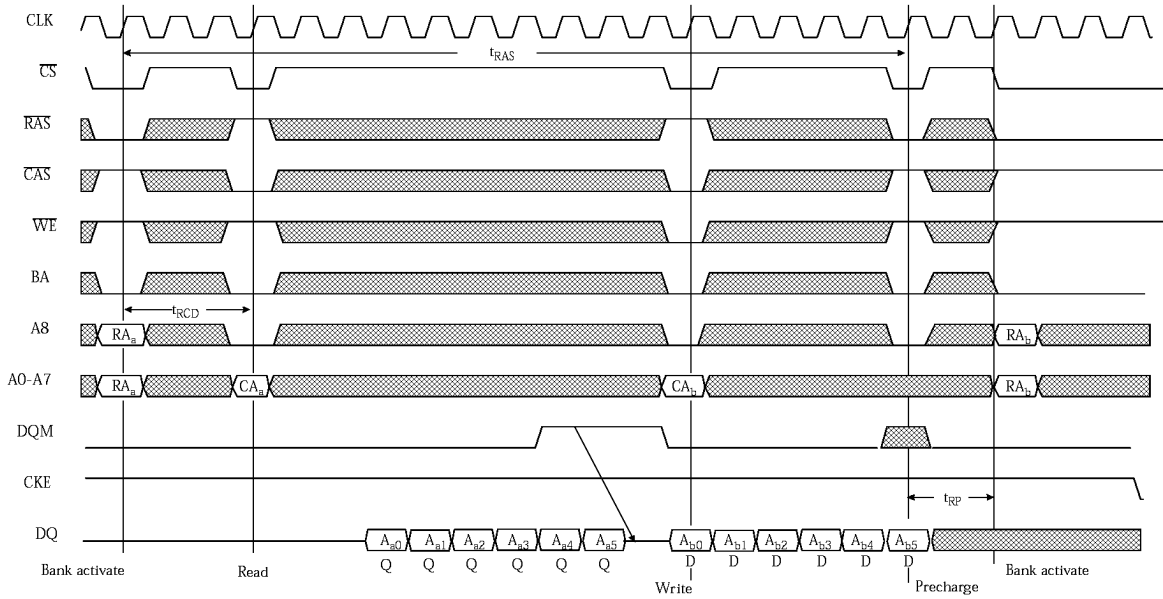 CLK
tRAS
CS
RAS
CAS
WE
BA
tRCD
A8 RAa RAb
A0-A7 RAa CAa CAb RAb
DQM
CKE
tRP
DQ Aa0 Aa1 Aa2 Aa3 Aa4 Aa5 Ab0 Ab1 Ab2 Ab3 Ab4 Ab5
Q Q Q Q Q Q D D D D D D
Bank activate Read Write Precharge Bank activate